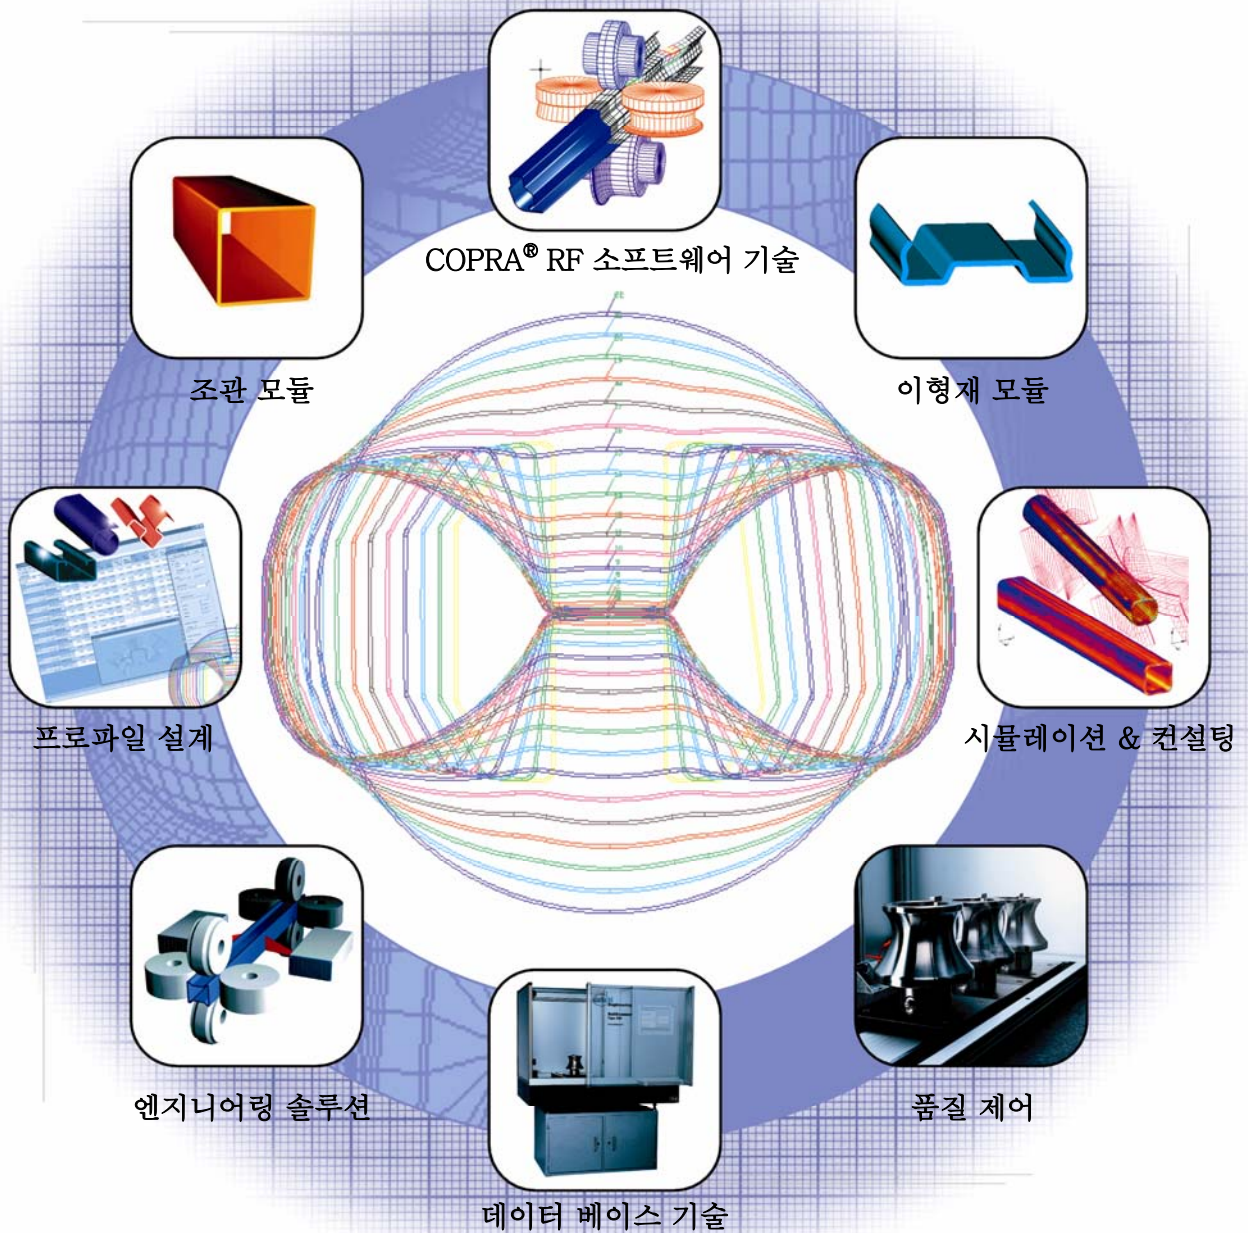 COPRA® RF 소프트웨어 기술
조관 모듈
이형재 모듈
프로파일 설계
시뮬레이션 & 컨설팅
엔지니어링 솔루션
품질 제어
데이터 베이스 기술